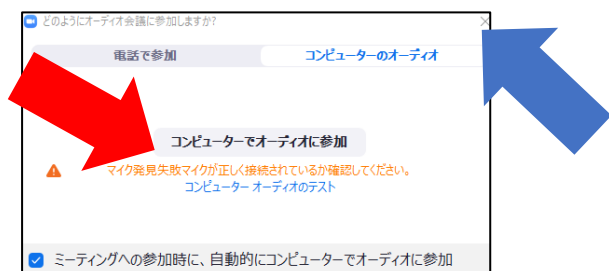 どのようにオーディオ会議に参加しますか?
電話で参加
コンピューターのオーディオ
コンピューターでオーディオに参加
マイク発見失敗マイクが正しく接続されているか確認してください。
コンピューター オーディオのテスト
ミーティングへの参加時に、自動的にコンピューターでオーディオに参加